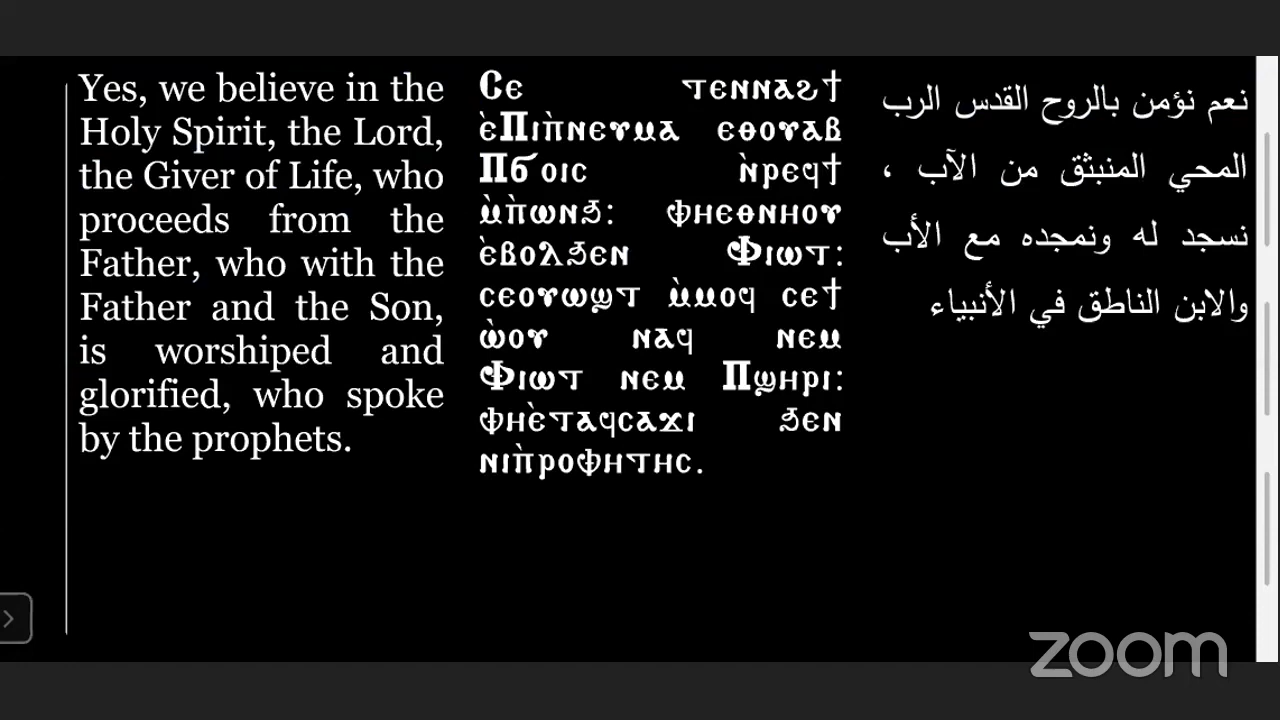 Yes, we believe in the
Holy Spirit, the Lord,
the Giver of Life, who
proceeds from the
Father, who with the
Father and the Son,
is worshiped and
glorified, who spoke
by the prophets.
Ⲥⲉ ⲧⲉⲛⲛⲁϩϯ
ⲉ̀Ⲡⲓⲡ̀ⲛⲉⲩⲙⲁ ⲉⲑⲟⲩⲁⲃ
Ⲡϭⲟⲓⲥ ⲛ̀ⲣⲉϥϯ
ⲙ̀ⲡ̀ⲱⲛϧ: ⲫⲏⲉⲑⲛⲏⲟⲩ
ⲉ̀ⲃⲟⲗϧⲉⲛ Ⲫⲓⲱⲧ:
ⲥⲉⲟⲩⲱϣⲧ ⲙ̀ⲙⲟϥ ⲥⲉϯ
ⲱ̀ⲟⲩ ⲛⲁϥ ⲛⲉⲙ
Ⲫⲓⲱⲧ ⲛⲉⲙ Ⲡϣⲏⲣⲓ:
ⲫⲏⲉ̀ⲧⲁϥⲥⲁϫⲓ ϧⲉⲛ
ⲛⲓⲡ̀ⲣⲟⲫⲏⲧⲏⲥ.
نعم نؤمن بالروح القدس الرب
المحي المنبثق من الآب ،
نسجد له ونمجده مع الأب
والابن الناطق في الأنبياء
zoom